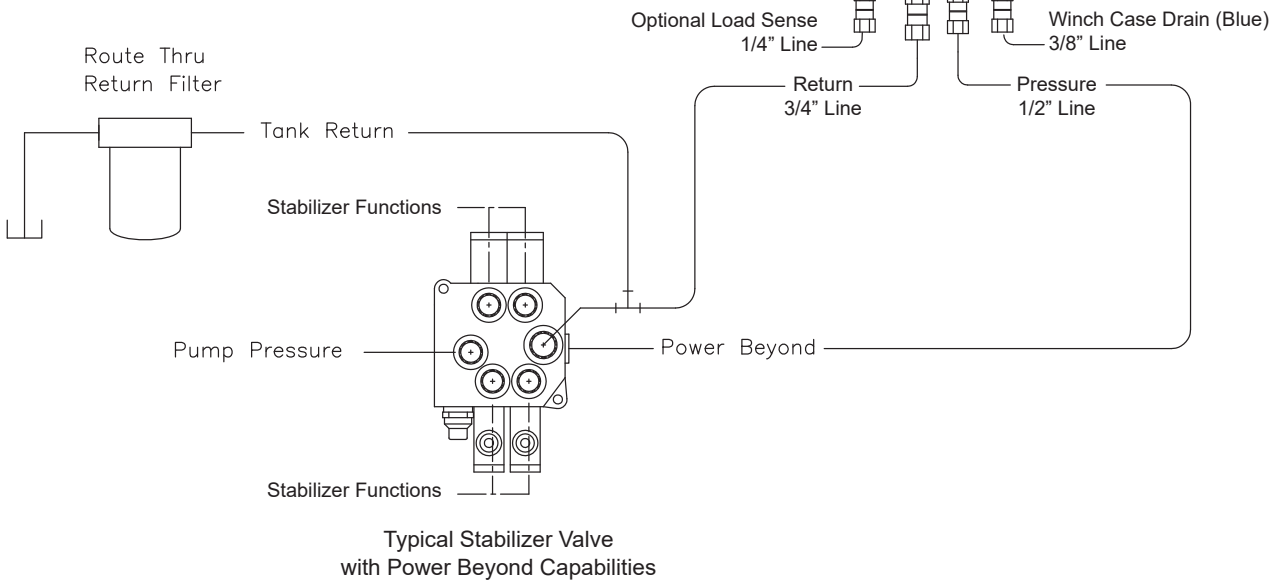 Optional Load Sense
1/4” Line
Winch Case Drain (Blue)
3/8” Line
Route Thru
Return Filter
Return
3/4” Line
Pressure
1/2” Line
Tank Return
Stabilizer Functions
Pump Pressure
Power Beyond
Stabilizer Functions
Typical Stabilizer Valve
with Power Beyond Capabilities